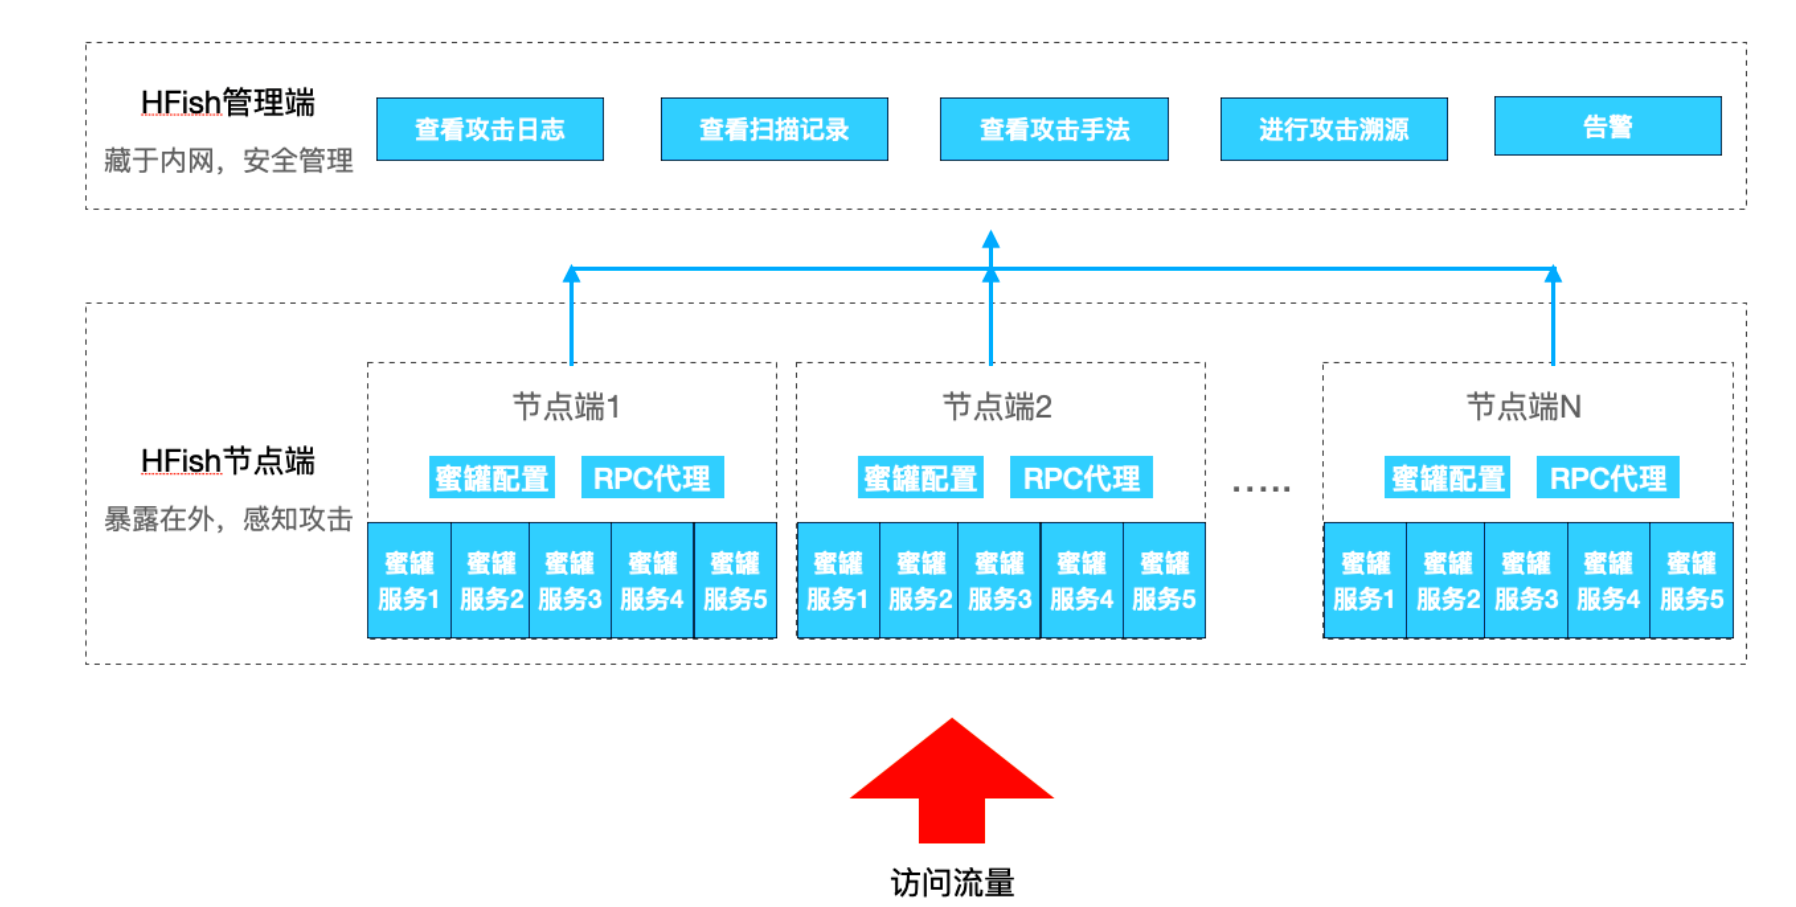 HFish管理端
藏于内网，安全管理
查看攻击日志
查看扫描记录
查看攻击手法
进行攻击溯源
告警
HFish节点端
暴露在外，感知攻击
节点端1
蜜罐配置
RPC代理
蜜罐
服务1
蜜罐
服务2
蜜罐
服务3
蜜罐
服务4
蜜罐
服务5
节点端2
蜜罐配置
RPC代理
蜜罐
服务1
蜜罐
服务2
蜜罐
服务3
蜜罐
服务4
蜜罐
服务5
.....
节点端N
蜜罐配置
RPC代理
蜜罐
服务1
蜜罐
服务2
蜜罐
服务3
蜜罐
服务4
蜜罐
服务5
访问流量